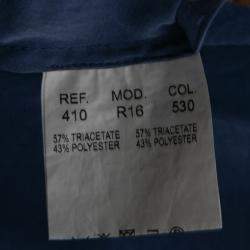 REF. MOD. COL.
410 R16 530
57% TRIACETATE 57% TRIACETATE
43% POLYESTER 43% POLYESTER